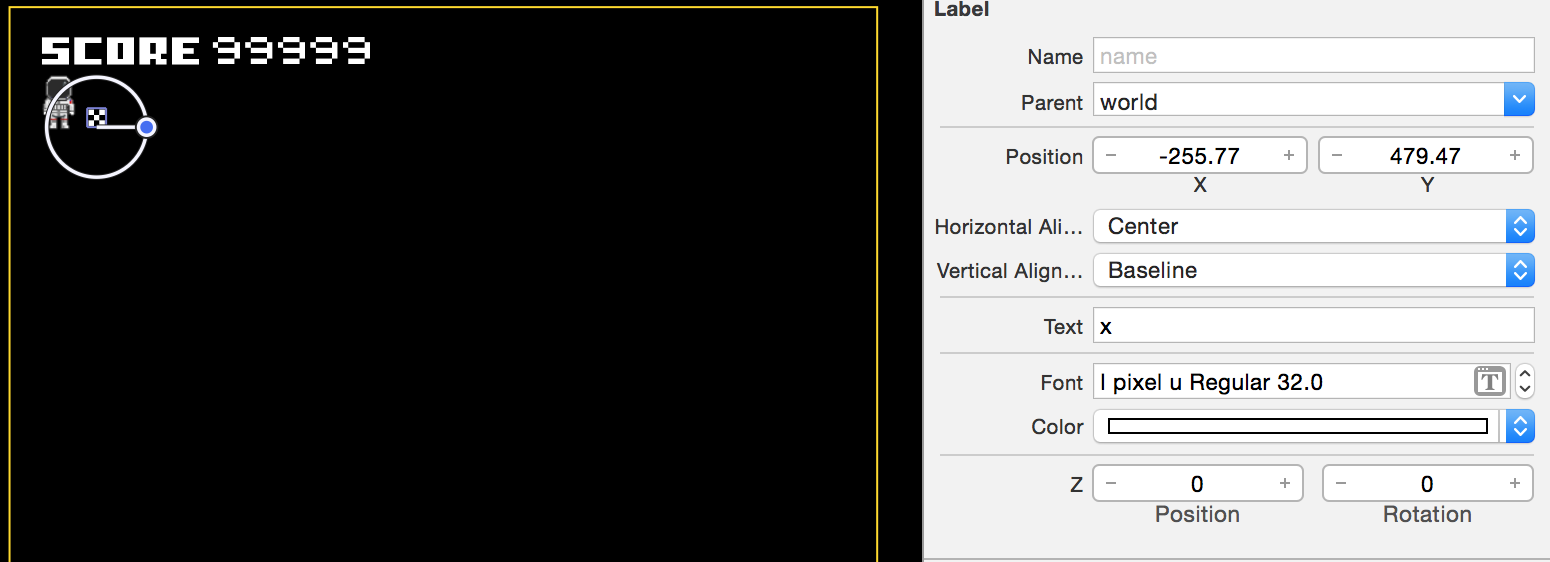 SCORE 99999
Label
Name name
Parent world
Position − -255.77 + − 479.47 +
X Y
Horizontal Ali... Center
Vertical Align... Baseline
Text x
Font I pixel u Regular 32.0 T
Color
Z − 0 + − 0 +
Position Rotation